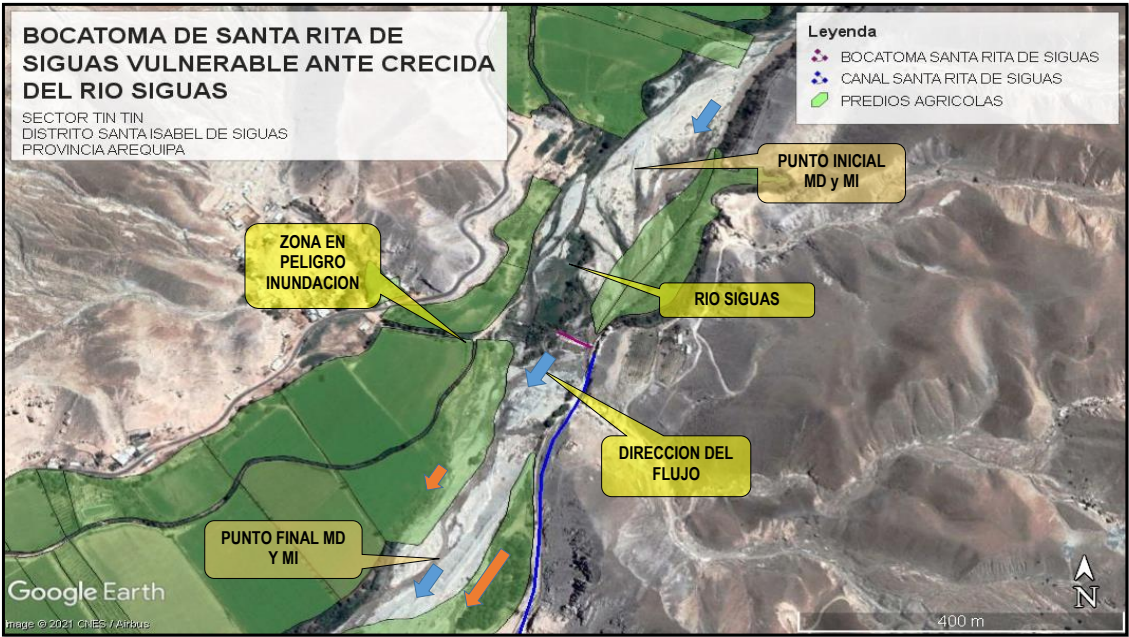 BOCATOMA DE SANTA RITA DE
SIGUAS VULNERABLE ANTE CRECIDA
DEL RIO SIGUAS
SECTOR TIN TIN
DISTRITO SANTA ISABEL DE SIGUAS
PROVINCIA AREQUIPA
Leyenda
BOCATOMA SANTA RITA DE SIGUAS
CANAL SANTA RITA DE SIGUAS
PREDIOS AGRICOLAS
PUNTO INICIAL
MD y MI
ZONA EN
PELIGRO
INUNDACION
RIO SIGUAS
DIRECCION DEL
FLUJO
PUNTO FINAL MD
Y MI
Google Earth
Image © 2021 CNES / Airbus
N
400 m